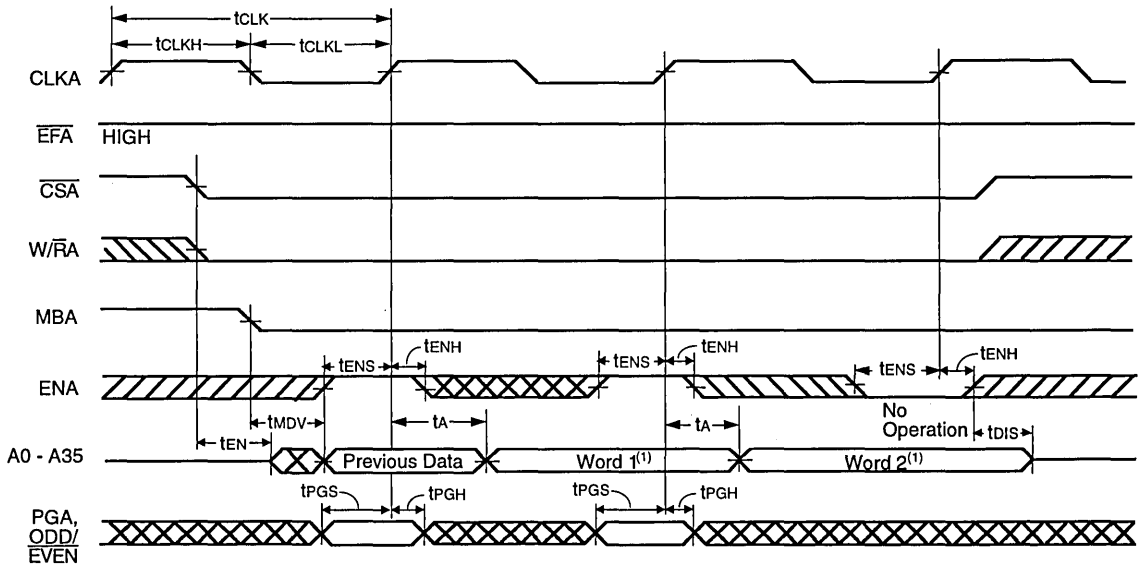 tCLK
tCLKH tCLKL
CLKA
EFA HIGH
CSA
W/RA
MBA
tENS tENH tENS tENH tENS tENH
ENA
tMDV tA tA No
Operation
tEN tDIS
A0 - A35 Previous Data Word 1(1) Word 2(1)
tPGS tPGH tPGS tPGH
PGA,
ODD/
EVEN